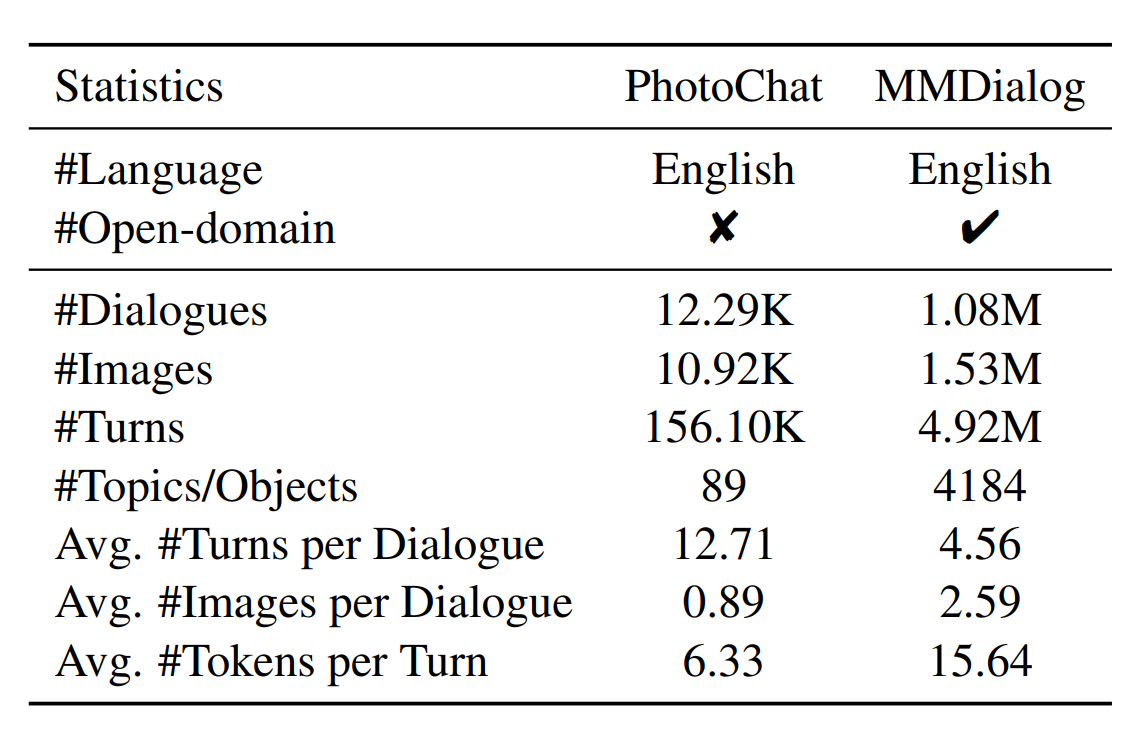 Statistics PhotoChat MMDialog
#Language English English
#Open-domain ✘ ✔
#Dialogues 12.29K 1.08M
#Images 10.92K 1.53M
#Turns 156.10K 4.92M
#Topics/Objects 89 4184
Avg. #Turns per Dialogue 12.71 4.56
Avg. #Images per Dialogue 0.89 2.59
Avg. #Tokens per Turn 6.33 15.64